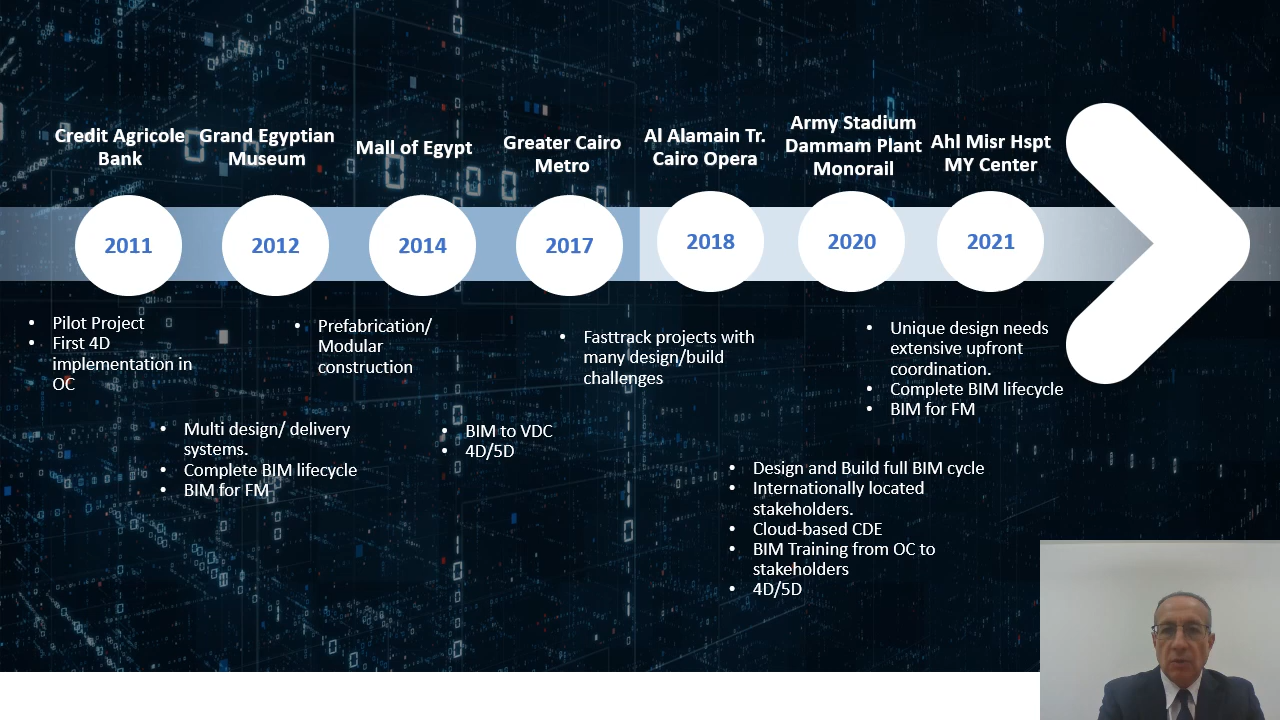 Credit Agricole
Bank
Grand Egyptian
Museum
Mall of Egypt
Greater Cairo
Metro
Al Alamain Tr.
Cairo Opera
Army Stadium
Dammam Plant
Monorail
Ahl Misr Hspt
MY Center
2011
2012
2014
2017
2018
2020
2021
• Pilot Project
• First 4D
implementation in
OC
• Multi design/ delivery
systems.
• Complete BIM lifecycle
• BIM for FM
• Prefabrication/
Modular
construction
• BIM to VDC
• 4D/5D
• Fasttrack projects with
many design/build
challenges
• Design and Build full BIM cycle
• Internationally located
stakeholders.
• Cloud-based CDE
• BIM Training from OC to
stakeholders
• 4D/5D
• Unique design needs
extensive upfront
coordination.
• Complete BIM lifecycle
• BIM for FM